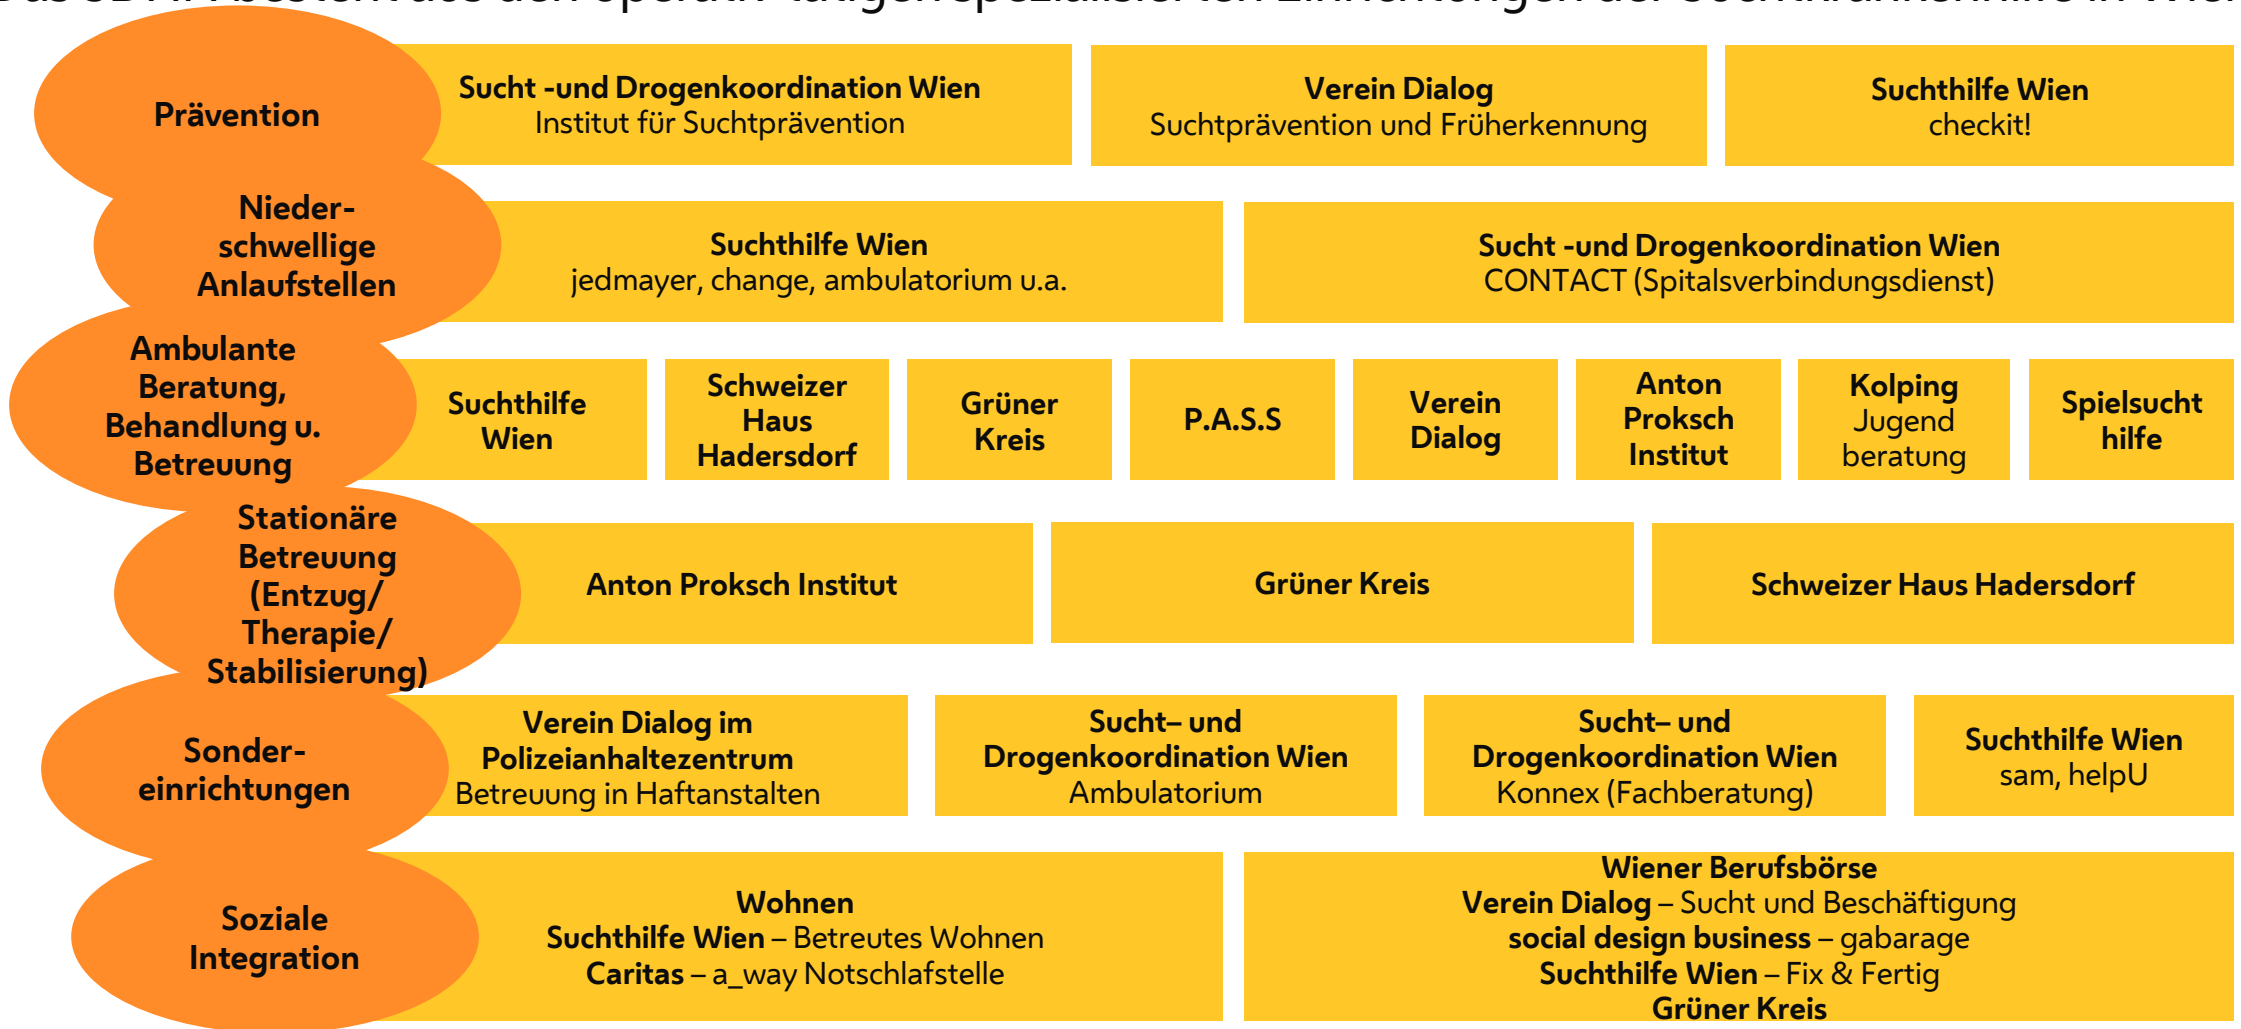 Prävention
Sucht -und Drogenkoordination Wien
Institut für Suchtprävention
Verein Dialog
Suchtprävention und Früherkennung
Suchthilfe Wien
checkit!
Nieder-
schwellige
Anlaufstellen
Suchthilfe Wien
jedmayer, change, ambulatorium u.a.
Sucht -und Drogenkoordination Wien
CONTACT (Spitalsverbindungsdienst)
Ambulante
Beratung,
Behandlung u.
Betreuung
Suchthilfe
Wien
Schweizer
Haus
Hadersdorf
Grüner
Kreis
P.A.S.S
Verein
Dialog
Anton
Proksch
Institut
Kolping
Jugend
beratung
Spielsucht
hilfe
Stationäre
Betreuung
(Entzug/
Therapie/
Stabilisierung)
Anton Proksch Institut
Grüner Kreis
Schweizer Haus Hadersdorf
Sonder-
einrichtungen
Verein Dialog im
Polizeianhaltezentrum
Betreuung in Haftanstalten
Sucht– und
Drogenkoordination Wien
Ambulatorium
Sucht– und
Drogenkoordination Wien
Konnex (Fachberatung)
Suchthilfe Wien
sam, helpU
Soziale
Integration
Wohnen
Suchthilfe Wien – Betreutes Wohnen
Caritas – a_way Notschlafstelle
Wiener Berufsbörse
Verein Dialog – Sucht und Beschäftigung
social design business – gabarage
Suchthilfe Wien – Fix & Fertig
Grüner Kreis